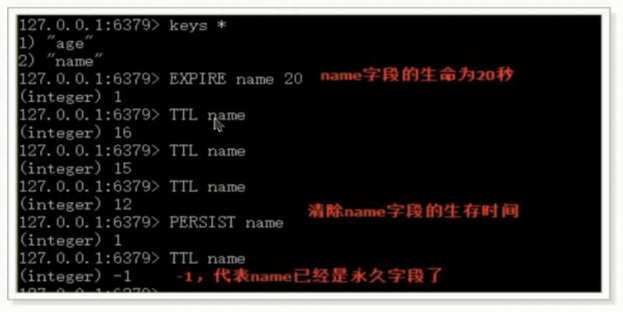 127.0.0.1:6379> keys *
1) "age"
2) "name"
127.0.0.1:6379> EXPIRE name 20 name字段的生命为20秒
(integer) 1
127.0.0.1:6379> TTL name
(integer) 16
127.0.0.1:6379> TTL name
(integer) 15
127.0.0.1:6379> TTL name
(integer) 12 清除name字段的生存时间
127.0.0.1:6379> PERSIST name
(integer) 1
127.0.0.1:6379> TTL name
(integer) -1 -1，代表name已经是永久字段了